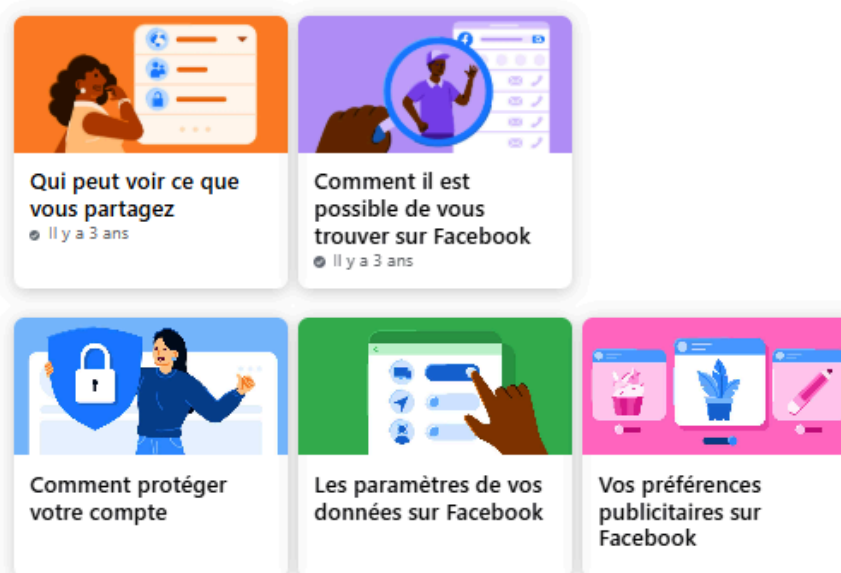 Qui peut voir ce que
vous partagez
Il y a 3 ans
Comment il est
possible de vous
trouver sur Facebook
Il y a 3 ans
Comment protéger
votre compte
Les paramètres de vos
données sur Facebook
Vos préférences
publicitaires sur
Facebook